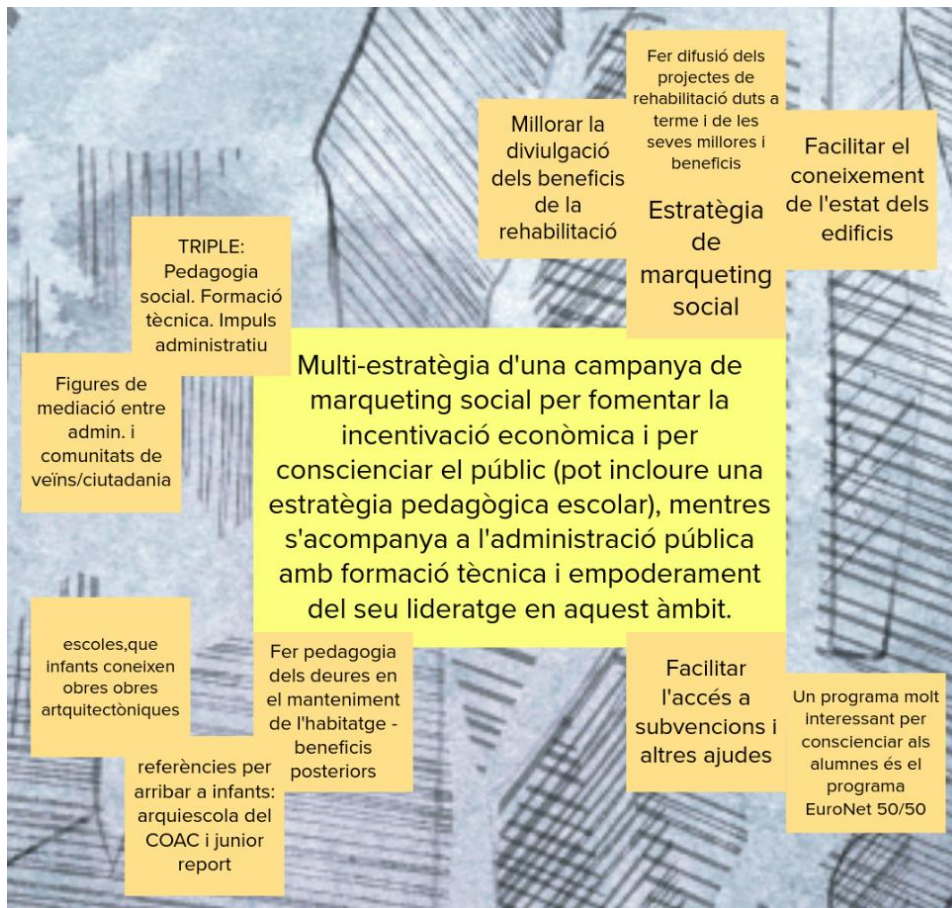 Fer difusió dels
projectes de
rehabilitació duts a
terme i de les
seves millores i
beneficis
Millorar la
diviulgació
dels beneficis
de la
rehabilitació
Facilitar el
coneixement
de l'estat dels
edificis
Estratègia
de
marqueting
social
TRIPLE:
Pedagogia
social. Formació
tècnica. Impuls
administratiu
Figures de
mediació entre
admin. i
comunitats de
veïns/ciutadania
Multi-estratègia d'una campanya de
marqueting social per fomentar la
incentivació econòmica i per
conscienciar el públic (pot incloure una
estratègia pedagògica escolar), mentres
s'acompanya a l'administració pública
amb formació tècnica i empoderament
del seu lideratge en aquest àmbit.
escoles,que
infants coneixen
obres obres
artquitectòniques
Fer pedagogia
dels deures en
el manteniment
de l'habitatge -
beneficis
posteriors
referències per
arribar a infants:
arquiescola del
COAC i junior
report
Facilitar
l'accés a
subvencions i
altres ajudes
Un programa molt
interessant per
conscienciar als
alumnes és el
programa
EuroNet 50/50